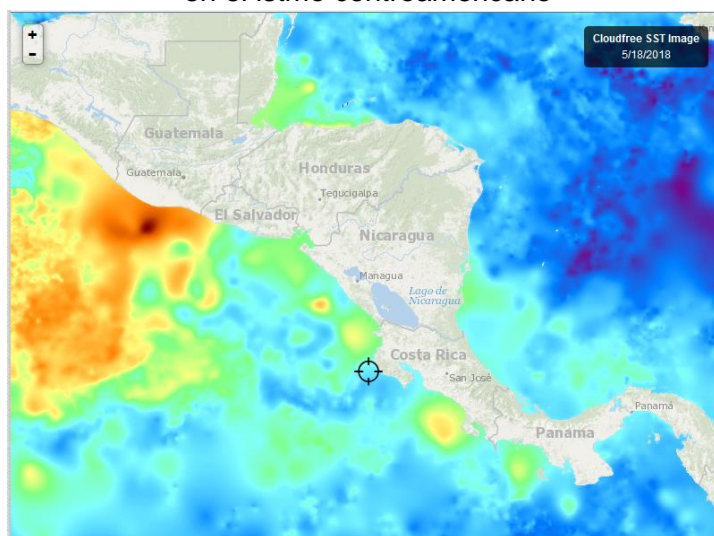 en el istmo centroamericano
+
-
Cloudfree SST Image
5/18/2018
Guatemala
Guatemala
Honduras
Tegucigalpa
El Salvador
Nicaragua
Managua
Lago de
Nicaragua
Costa Rica
San José
Panamá
Panama